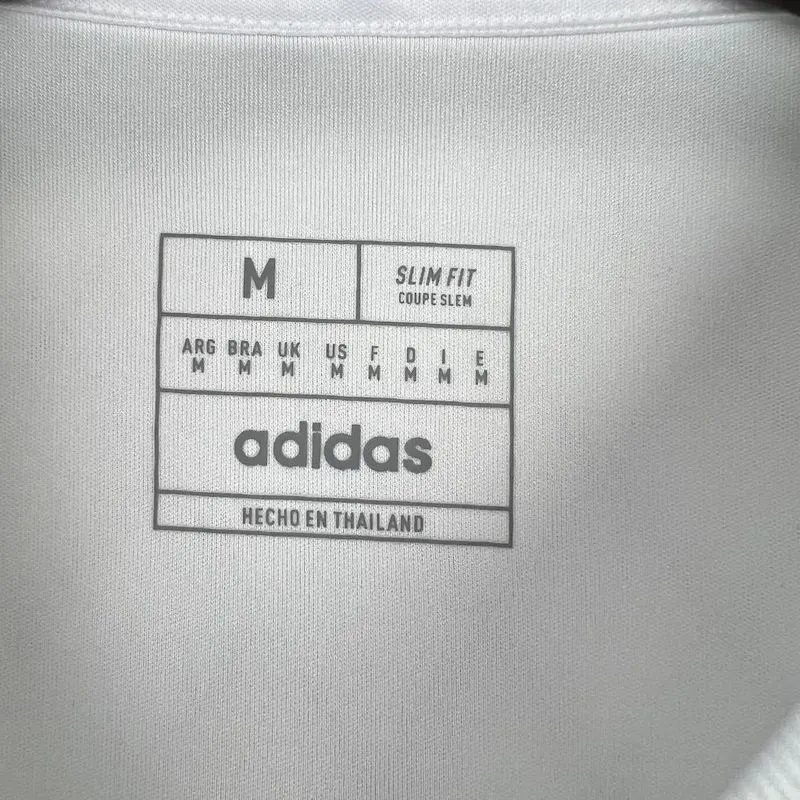 M
SLIM FIT
COUPE SLEM
ARG BRA UK US F D I E
M M M M M M M M
adidas
HECHO EN THAILAND